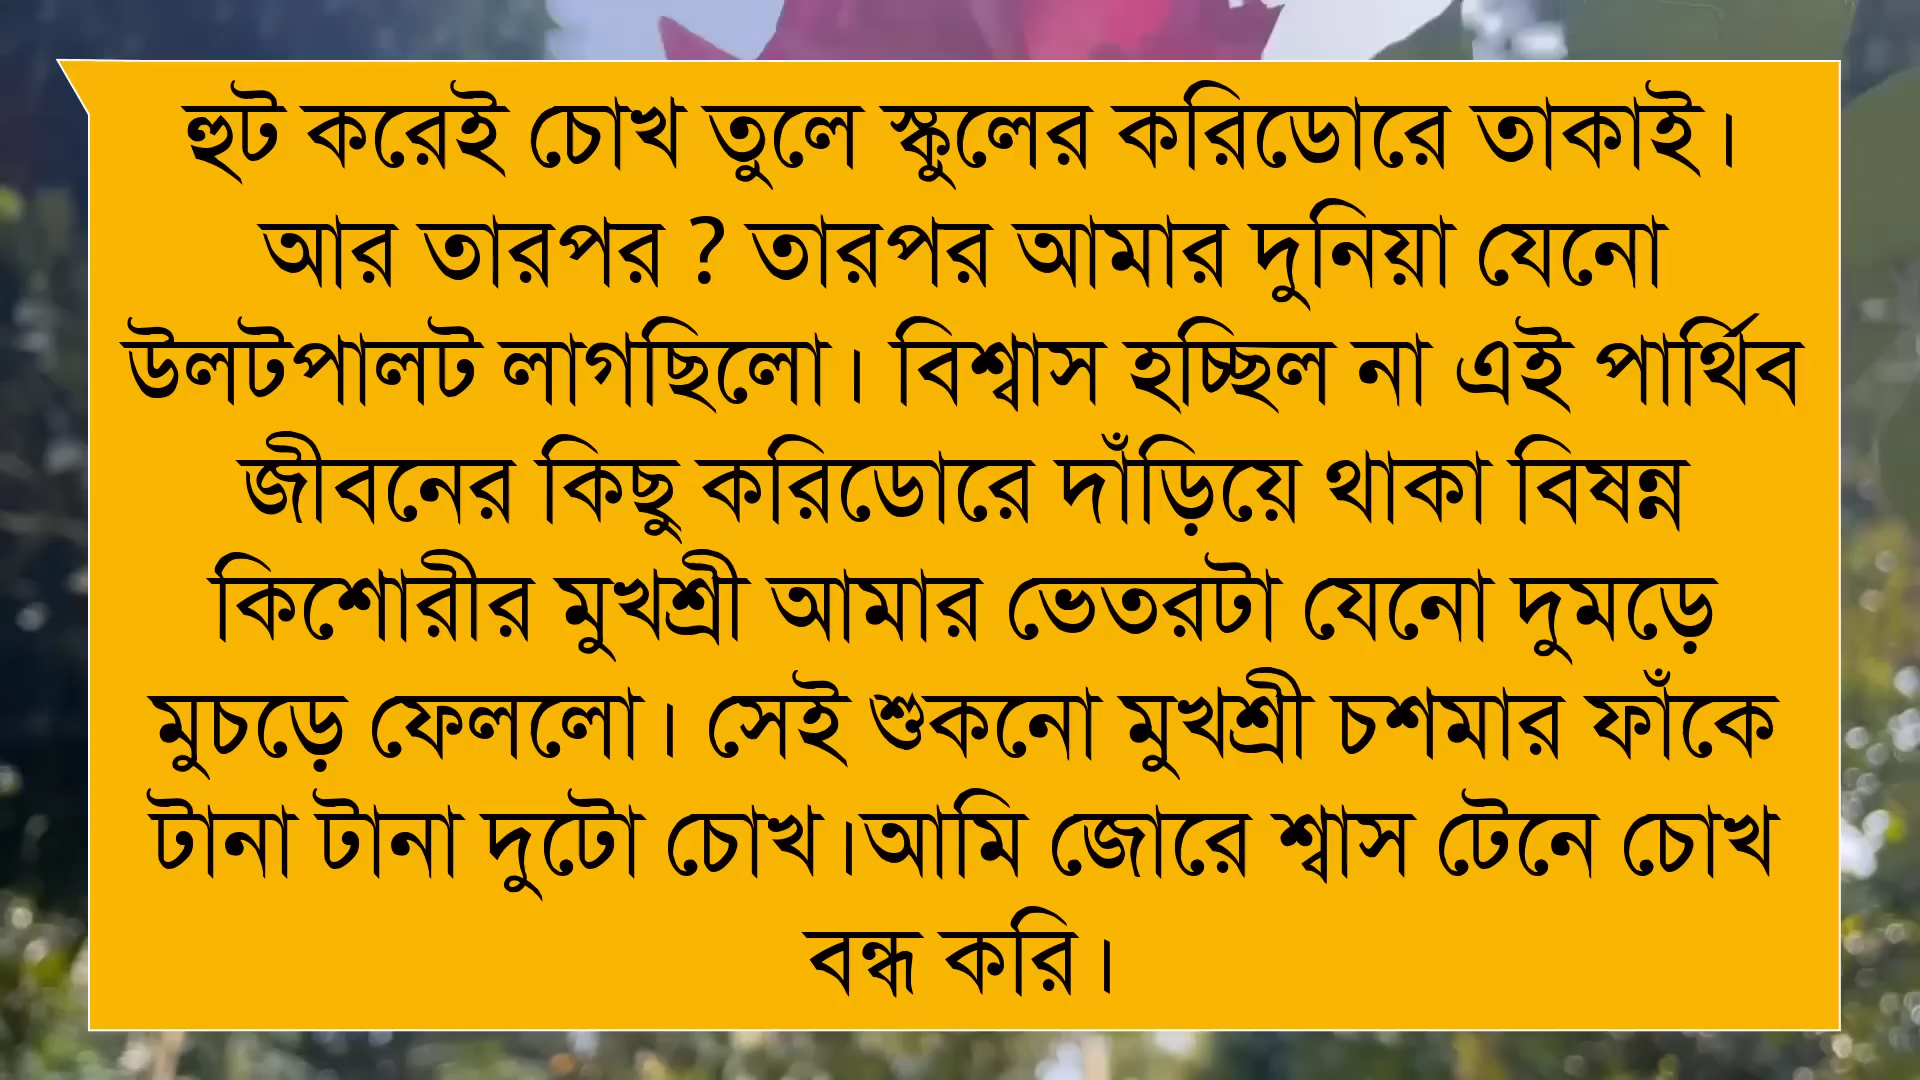 হুট করেই চোখ তুলে স্কুলের করিডোরে তাকাই।
আর তারপর ? তারপর আমার দুনিয়া যেনো
উলটপালট লাগছিলো। বিশ্বাস হচ্ছিল না এই পার্থিব
জীবনের কিছু করিডোরে দাঁড়িয়ে থাকা বিষন্ন
কিশোরীর মুখশ্রী আমার ভেতরটা যেনো দুমড়ে
মুচড়ে ফেললো। সেই শুকনো মুখশ্রী চশমার ফাঁকে
টানা টানা দুটো চোখ।আমি জোরে শ্বাস টেনে চোখ
বন্ধ করি।